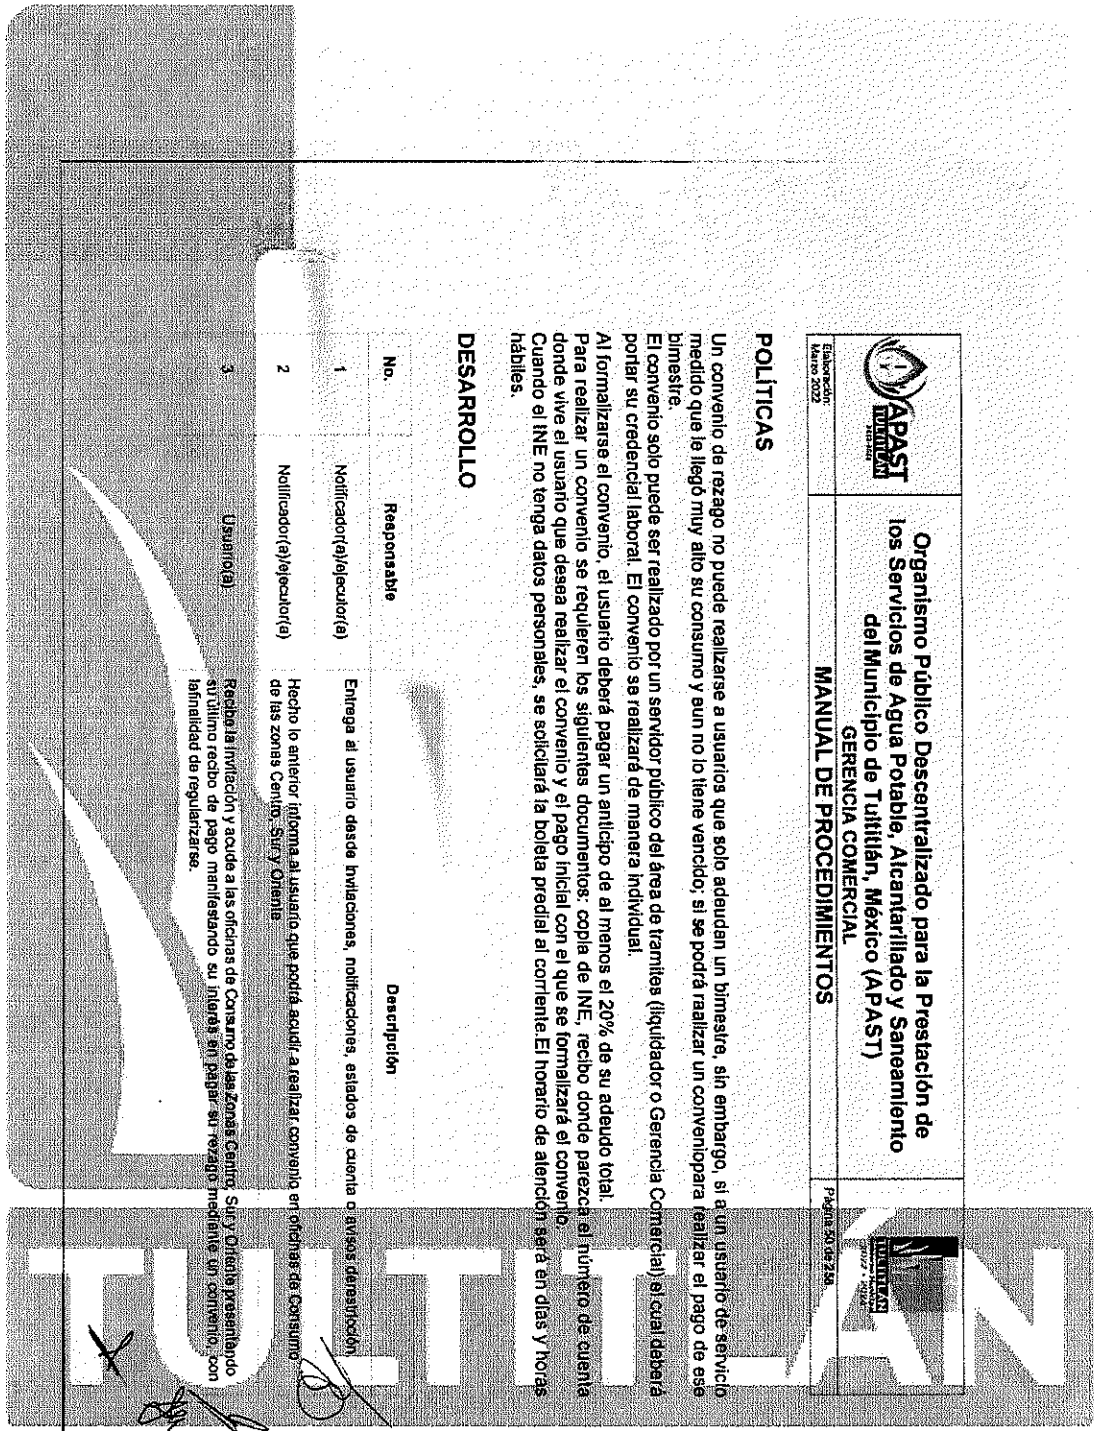 APAST
TULTITLÁN
Organismo Público Descentralizado para la Prestación de
los Servicios de Agua Potable, Alcantarillado y Saneamiento
del Municipio de Tultitlán, México (APAST)
GERENCIA COMERCIAL
MANUAL DE PROCEDIMIENTOS
Elaboración:
Marzo 2022
TULTITLÁN
Página 50 de 258
POLÍTICAS
Un convenio de rezago no puede realizarse a usuarios que solo adeudan un bimestre, sin embargo, si a un usuario de servicio
medido que le llegó muy alto su consumo y aun no lo tiene vencido; si se podrá realizar un conveniopara realizar el pago de ese
bimestre.
El convenio solo puede ser realizado por un servidor público del área de tramites (liquidador o Gerencia Comercial) el cual deberá
portar su credencial laboral. El convenio se realizará de manera individual.
Al formalizarse el convenio, el usuario deberá pagar un anticipo de al menos el 20% de su adeudo total.
Para realizar un convenio se requieren los siguientes documentos: copia de INE, recibo donde parezca el número de cuenta
donde vive el usuario que desea realizar el convenio y el pago inicial con el que se formalizará el convenio.
Cuando el INE no tenga datos personales, se solicitará la boleta predial al corriente.El horario de atención será en días y horas
hábiles.
DESARROLLO
No. Responsable Descripción
1 Notificador(a)/ejecutor(a) Entrega al usuario desde invitaciones, notificaciones, estados de cuenta o avisos derestricción.
2 Notificador(a)/ejecutor(a) Hecho lo anterior informa al usuario que podrá acudir a realizar convenio en oficinas de Consumo
de las zonas Centro, Sur y Oriente
3 Usuario(a) Recibe la invitación y acude a las oficinas de Consumo de las Zonas Centro, Sur y Oriente presentando
su último recibo de pago manifestando su interés en pagar su rezago mediante un convenio, con
lafinalidad de regularizarse.
TULTITLÁN